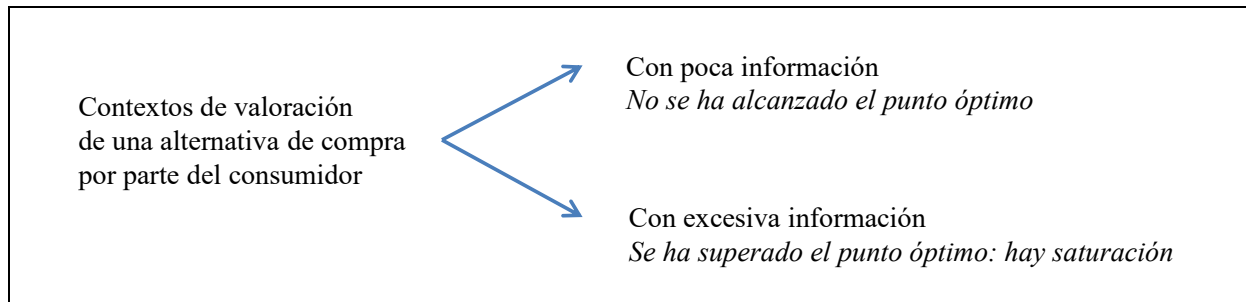 Contextos de valoración
de una alternativa de compra
por parte del consumidor
Con poca información
No se ha alcanzado el punto óptimo
Con excesiva información
Se ha superado el punto óptimo: hay saturación